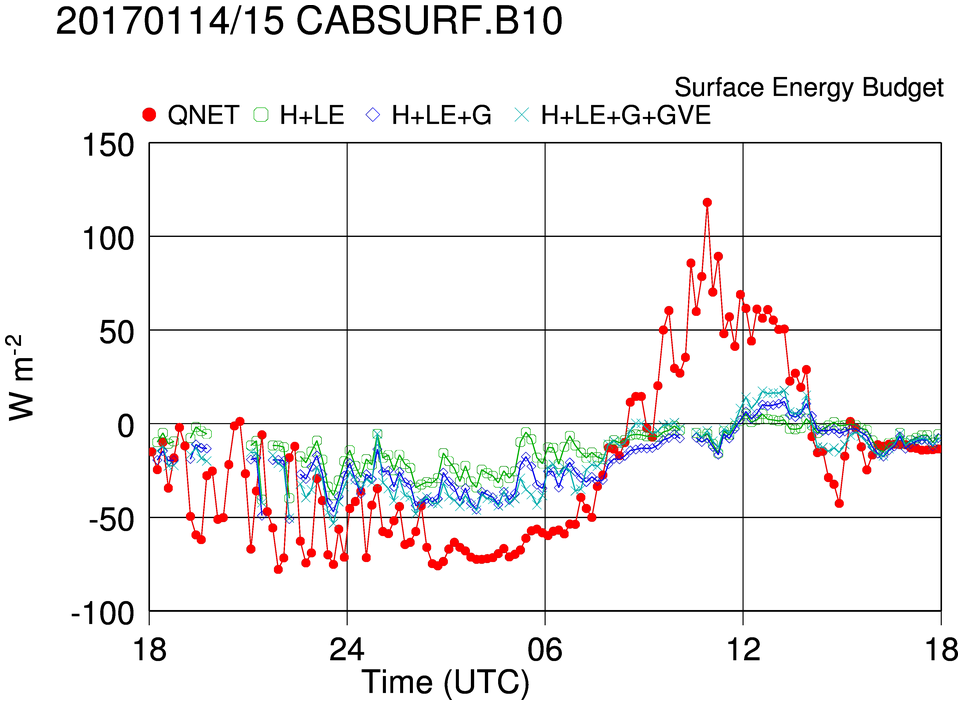 20170114/15 CABSURF.B10
Surface Energy Budget
QNET H+LE H+LE+G H+LE+G+GVE
150
100
50
0
-50
-100
W m-2
18 24 06 12 18
Time (UTC)